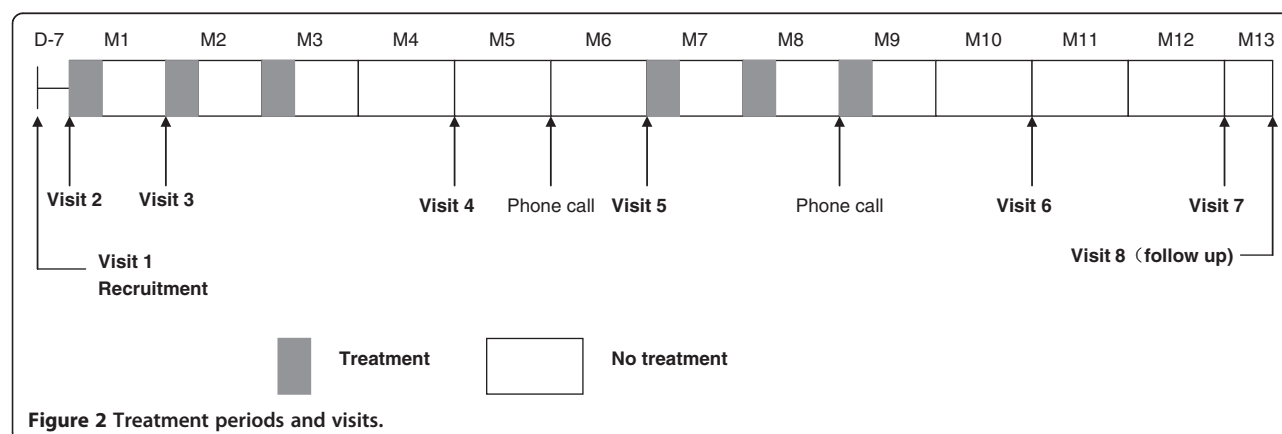 D-7 M1 M2 M3 M4 M5 M6 M7 M8 M9 M10 M11 M12 M13
Visit 2 Visit 3 Visit 4 Phone call Visit 5 Phone call Visit 6 Visit 7
Visit 1 Visit 8（follow up)
Recruitment
Treatment No treatment
Figure 2 Treatment periods and visits.